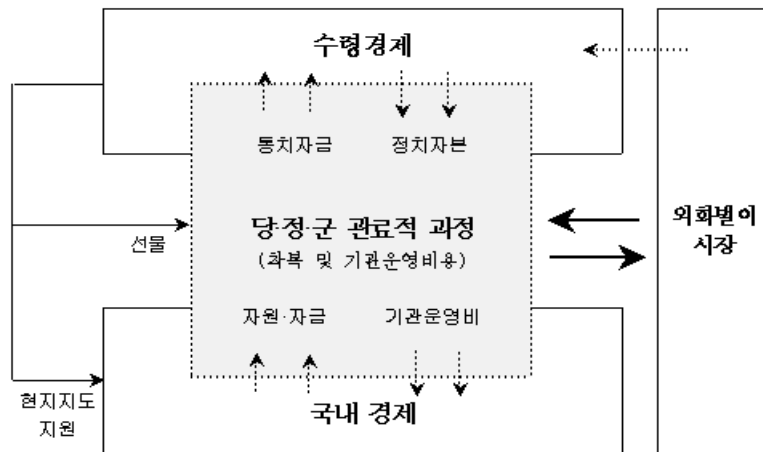 수령경제
통치자금
정치자본
당·정·군 관료적 과정
(착복 및 기관운영비용)
외화벌이
시장
선물
자원·자금
기관운영비
현지지도
지원
국내 경제